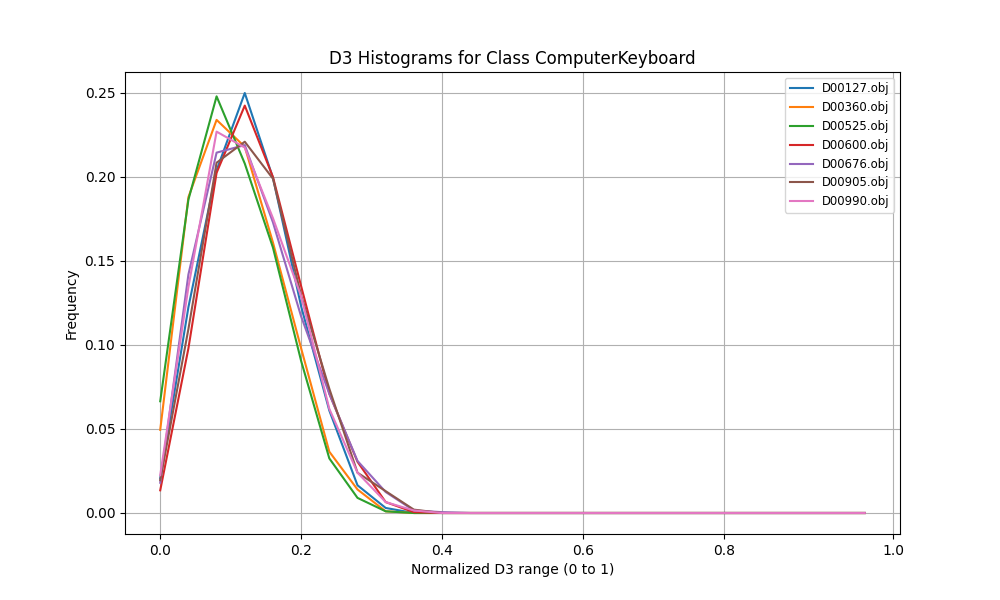 D3 Histograms for Class ComputerKeyboard
0.25
0.20
0.15
0.10
0.05
0.00
Frequency
D00127.obj
D00360.obj
D00525.obj
D00600.obj
D00676.obj
D00905.obj
D00990.obj
0.0 0.2 0.4 0.6 0.8 1.0
Normalized D3 range (0 to 1)